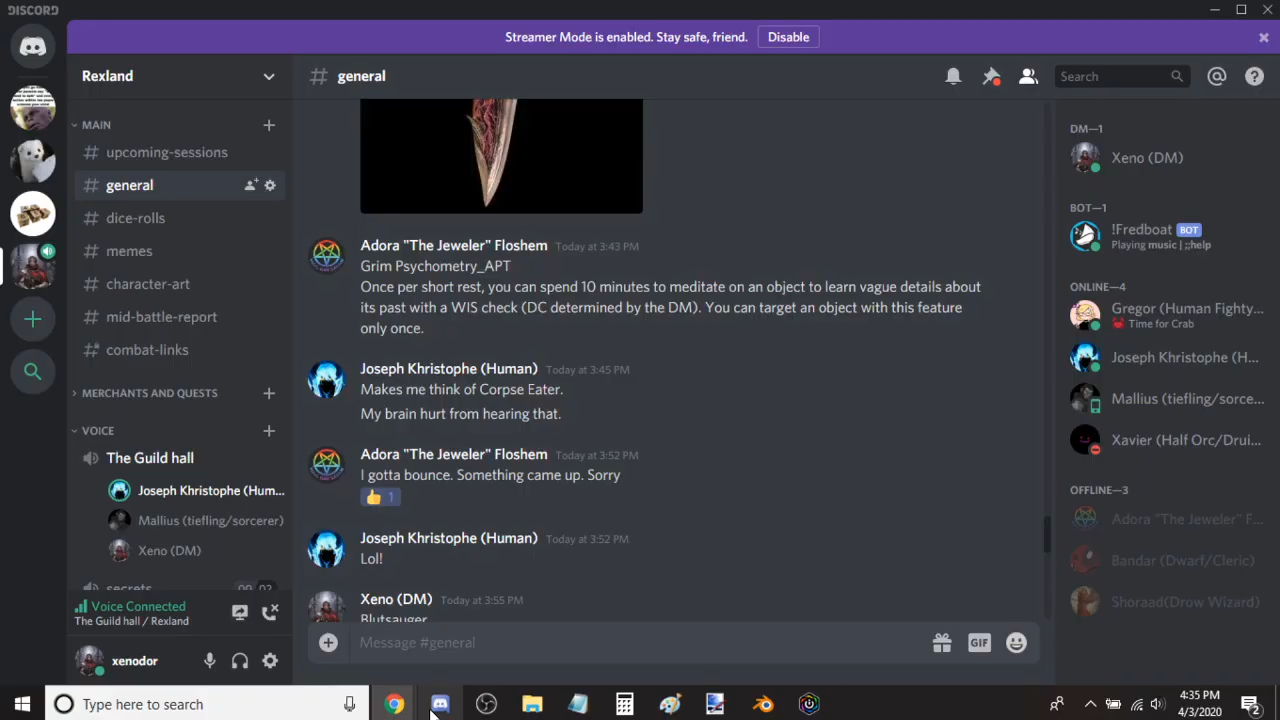 DISCORD
Streamer Mode is enabled. Stay safe, friend.
Disable
Rexland
general
Search
MAIN
upcoming-sessions
general
dice-rolls
memes
character-art
mid-battle-report
combat-links
MERCHANTS AND QUESTS
VOICE
The Guild hall
Joseph Khristophe (Hum...
Mallius (tiefling/sorcerer)
Xeno (DM)
secrets
Voice Connected
The Guild hall / Rexland
xenodor
Adora "The Jeweler" Floshem Today at 3:43 PM
Grim Psychometry_APT
Once per short rest, you can spend 10 minutes to meditate on an object to learn vague details about
its past with a WIS check (DC determined by the DM). You can target an object with this feature
only once.
Joseph Khristophe (Human) Today at 3:45 PM
Makes me think of Corpse Eater.
My brain hurt from hearing that.
Adora "The Jeweler" Floshem Today at 3:52 PM
I gotta bounce. Something came up. Sorry
1
Joseph Khristophe (Human) Today at 3:52 PM
Lol!
Xeno (DM) Today at 3:55 PM
Blutsauger
Message #general
GIF
DM—1
Xeno (DM)
BOT—1
!Fredboat BOT
Playing music | ;;help
ONLINE—4
Gregor (Human Fighty...
Time for Crab
Joseph Khristophe (H...
Mallius (tiefling/sorce...
Xavier (Half Orc/Drui...
OFFLINE—3
Adora "The Jeweler" F...
Bandar (Dwarf/Cleric)
Shoraad(Drow Wizard)
Type here to search
4:35 PM
4/3/2020
2